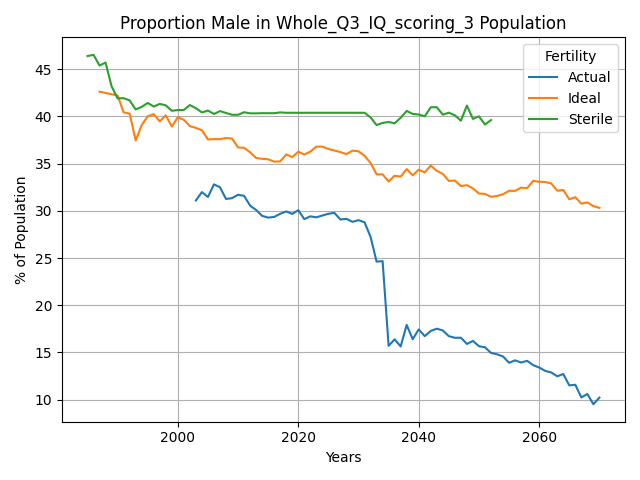 Proportion Male in Whole_Q3_IQ_scoring_3 Population
% of Population
45
40
35
30
25
20
15
10
2000
2020
2040
2060
Years
Fertility
Actual
Ideal
Sterile